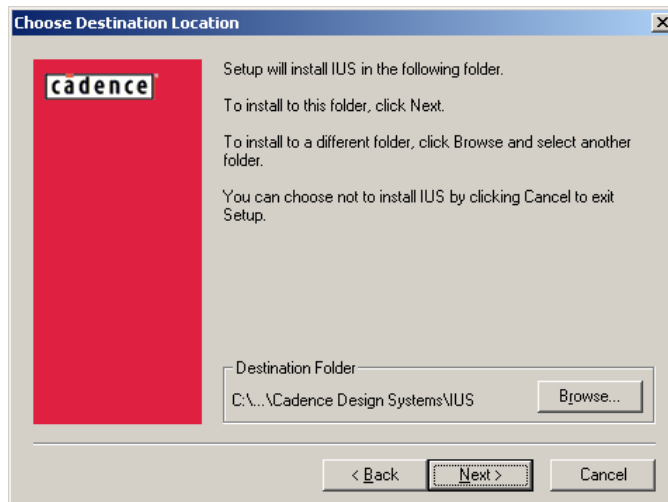 Choose Destination Location
cādence
Setup will install IUS in the following folder.
To install to this folder, click Next.
To install to a different folder, click Browse and select another
folder.
You can choose not to install IUS by clicking Cancel to exit
Setup.
Destination Folder
C:\...\Cadence Design Systems\IUS
Browse...
< Back
Next >
Cancel